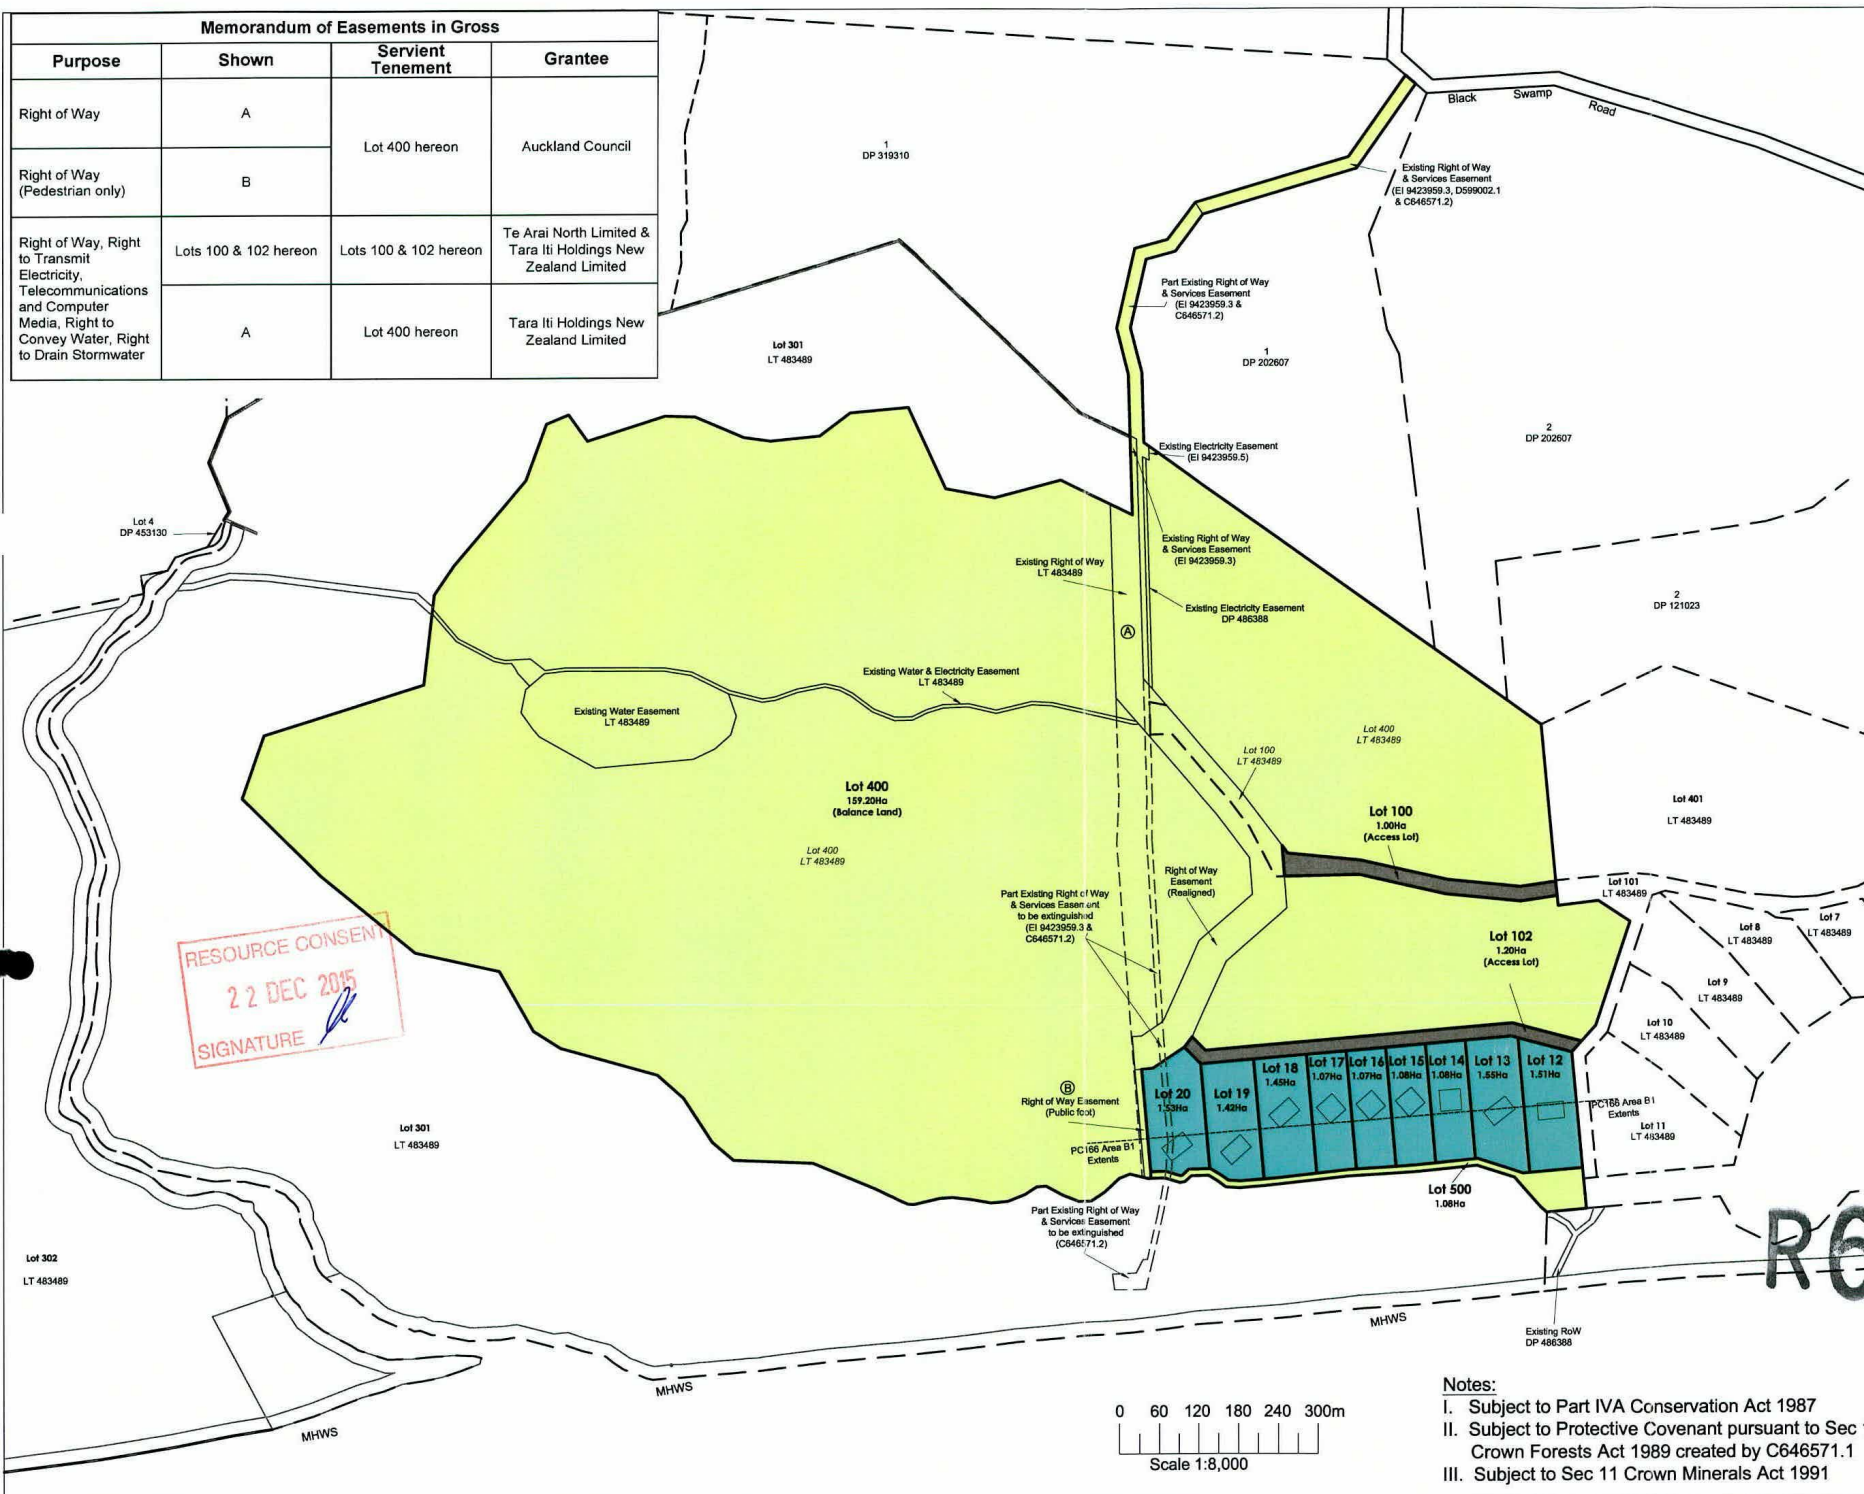 Memorandum of Easements in Gross
Purpose Shown Servient Tenement Grantee
Right of Way A Lot 400 hereon Auckland Council
Right of Way
(Pedestrian only) B
Right of Way, Right
to Transmit
Electricity,
Telecommunications
and Computer
Media, Right to
Convey Water, Right
to Drain Stormwater
Lots 100 & 102 hereon
Lots 100 & 102 hereon
Te Arai North Limited &
Tara Iti Holdings New
Zealand Limited
A
Lot 400 hereon
Tara Iti Holdings New
Zealand Limited
Black Swamp Road
1
DP 319310
Existing Right of Way
& Services Easement
(EI 9423959.3, D599002.1
& C646571.2)
Part Existing Right of Way
& Services Easement
(EI 9423959.3 &
C646571.2)
Lot 301
LT 483489
1
DP 202607
2
DP 202607
Existing Electricity Easement
(EI 9423959.5)
Lot 4
DP 453130
Existing Right of Way
& Services Easement
(EI 9423959.3)
Existing Right of Way
LT 483489
Existing Electricity Easement
DP 486388
2
DP 121023
A
Existing Water & Electricity Easement
LT 483489
Existing Water Easement
LT 483489
Lot 400
LT 483489
Lot 100
LT 483489
Lot 400
159.20Ha
(Balance Land)
Lot 400
LT 483489
Lot 401
LT 483489
Lot 100
1.00Ha
(Access Lot)
Right of Way
Easement
(Realigned)
Part Existing Right of Way
& Services Easement
to be extinguished
(EI 9423959.3 &
C646571.2)
Lot 101
LT 483489
Lot 7
LT 483489
Lot 8
LT 483489
Lot 102
1.20Ha
(Access Lot)
Lot 9
LT 483489
Lot 10
LT 483489
RESOURCE CONSENT
22 DEC 2015
SIGNATURE
Lot 20
1.53Ha
Lot 19
1.42Ha
Lot 18
1.45Ha
Lot 17
1.07Ha
Lot 16
1.07Ha
Lot 15
1.08Ha
Lot 14
1.08Ha
Lot 13
1.55Ha
Lot 12
1.51Ha
B
Right of Way Easement
(Public foot)
PC166 Area B1
Extents
PC166 Area B1
Extents
Lot 11
LT 483489
Lot 301
LT 483489
Lot 500
1.08Ha
Part Existing Right of Way
& Services Easement
to be extinguished
(C646571.2)
Lot 302
LT 483489
R6
MHWS
Existing RoW
DP 486388
MHWS
MHWS
0 60 120 180 240 300m
Scale 1:8,000
Notes:
I. Subject to Part IVA Conservation Act 1987
II. Subject to Protective Covenant pursuant to Sec
Crown Forests Act 1989 created by C646571.1
III. Subject to Sec 11 Crown Minerals Act 1991